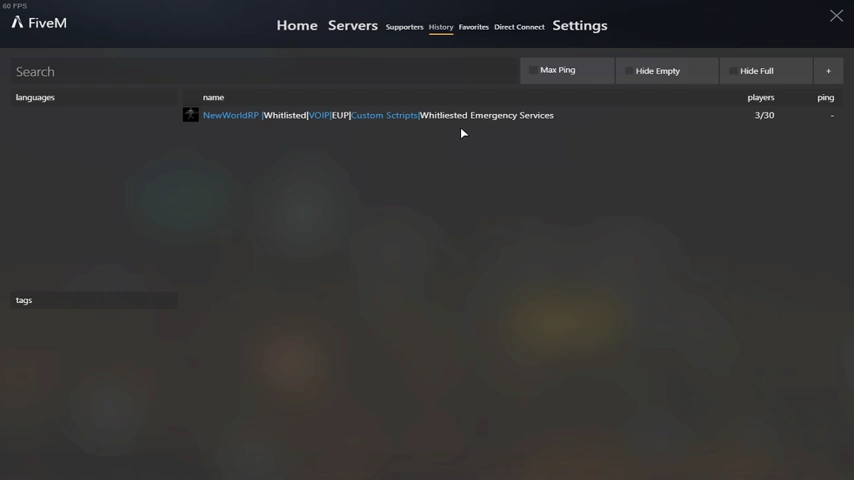 60 FPS
FiveM
Home Servers Supporters History Favorites Direct Connect Settings
Search
Max Ping
Hide Empty
Hide Full
+
languages
name
players
ping
NewWorldRP |Whitlisted|VOIP|EUP|Custom Sctripts|Whitliested Emergency Services
3/30
-
tags